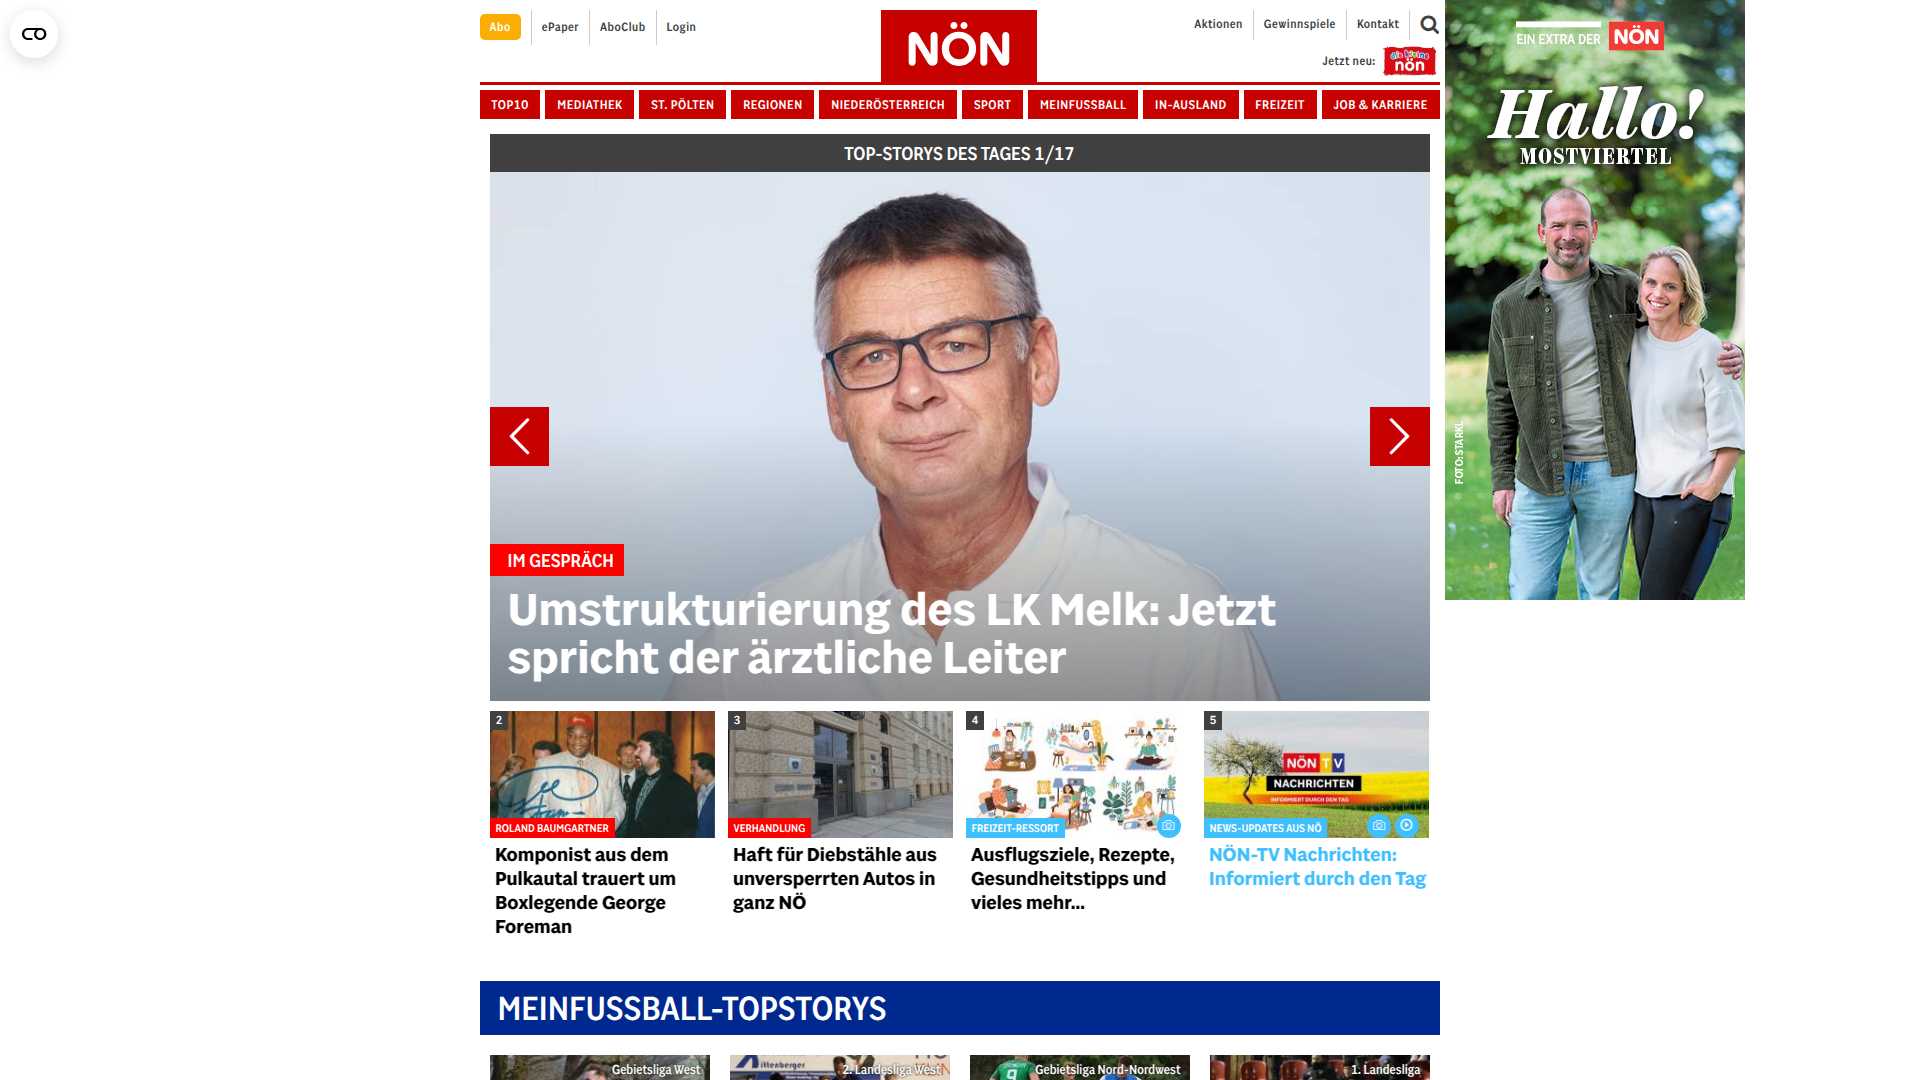 Abo
ePaper
AboClub
Login
NÖN
Aktionen
Gewinnspiele
Kontakt
Jetzt neu:
die kleine
nön
TOP10
MEDIATHEK
ST. PÖLTEN
REGIONEN
NIEDERÖSTERREICH
SPORT
MEINFUSSBALL
IN-AUSLAND
FREIZEIT
JOB & KARRIERE
EIN EXTRA DER NÖN
Hallo!
MOSTVIERTEL
FOTO: STARKL
TOP-STORYS DES TAGES 1/17
IM GESPRÄCH
Umstrukturierung des LK Melk: Jetzt
spricht der ärztliche Leiter
2
ROLAND BAUMGARTNER
Komponist aus dem
Pulkautal trauert um
Boxlegende George
Foreman
3
VERHANDLUNG
Haft für Diebstähle aus
unversperrten Autos in
ganz NÖ
4
FREIZEIT-RESSORT
Ausflugsziele, Rezepte,
Gesundheitstipps und
vieles mehr...
5
NÖN TV
NACHRICHTEN
INFORMIERT DURCH DEN TAG
NEWS-UPDATES AUS NÖ
NÖN-TV Nachrichten:
Informiert durch den Tag
MEINFUSSBALL-TOPSTORYS
Gebietsliga West
2. Landesliga West
Gebietsliga Nord-Nordwest
9
1. Landesliga